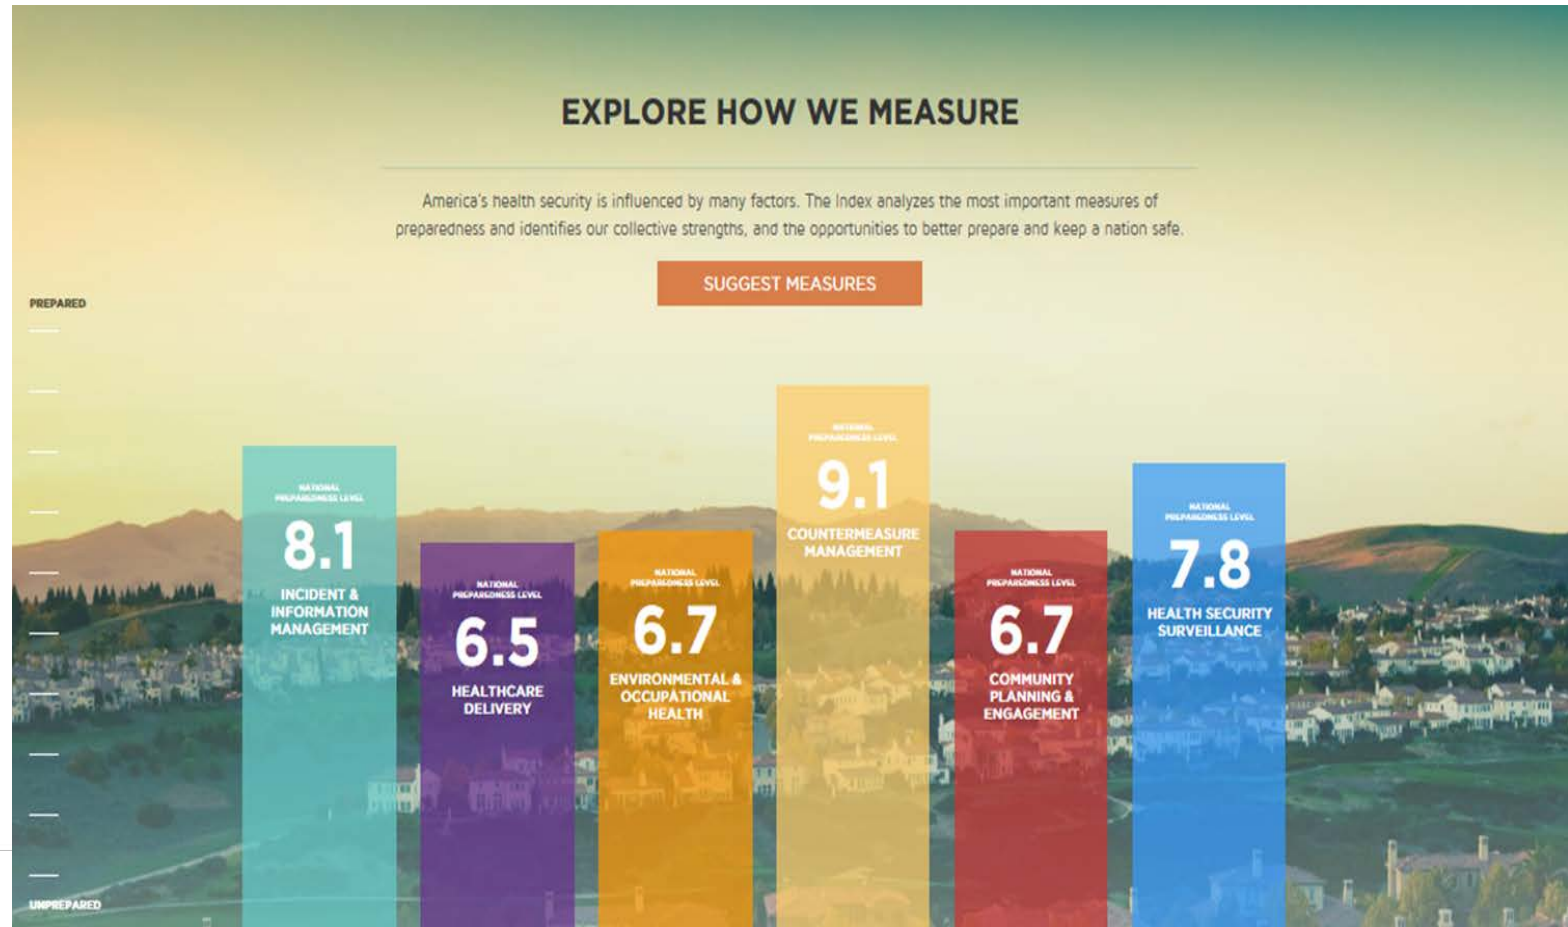 EXPLORE HOW WE MEASURE
America's health security is influenced by many factors. The Index analyzes the most important measures of
preparedness and identifies our collective strengths, and the opportunities to better prepare and keep a nation safe.
SUGGEST MEASURES
PREPARED
NATIONAL
PREPAREDNESS LEVEL
8.1
INCIDENT &
INFORMATION
MANAGEMENT
NATIONAL
PREPAREDNESS LEVEL
6.5
HEALTHCARE
DELIVERY
NATIONAL
PREPAREDNESS LEVEL
6.7
ENVIRONMENTAL &
OCCUPATIONAL
HEALTH
NATIONAL
PREPAREDNESS LEVEL
9.1
COUNTERMEASURE
MANAGEMENT
NATIONAL
PREPAREDNESS LEVEL
6.7
COMMUNITY
PLANNING &
ENGAGEMENT
NATIONAL
PREPAREDNESS LEVEL
7.8
HEALTH SECURITY
SURVEILLANCE
UNPREPARED